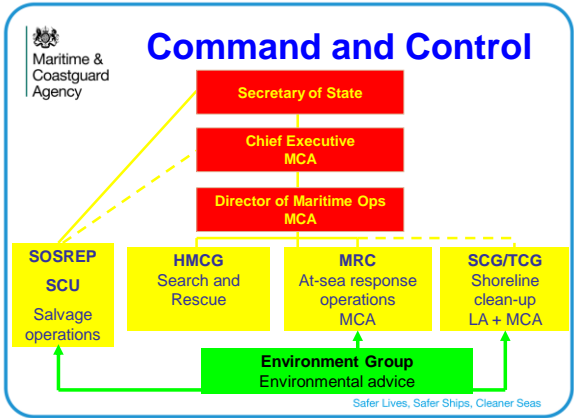 Maritime &
Coastguard
Agency
Command and Control
Secretary of State
Chief Executive
MCA
Director of Maritime Ops
MCA
SOSREP
SCU
Salvage
operations
HMCG
Search and
Rescue
MRC
At-sea response
operations
MCA
SCG/TCG
Shoreline
clean-up
LA + MCA
Environment Group
Environmental advice
Safer Lives, Safer Ships, Cleaner Seas